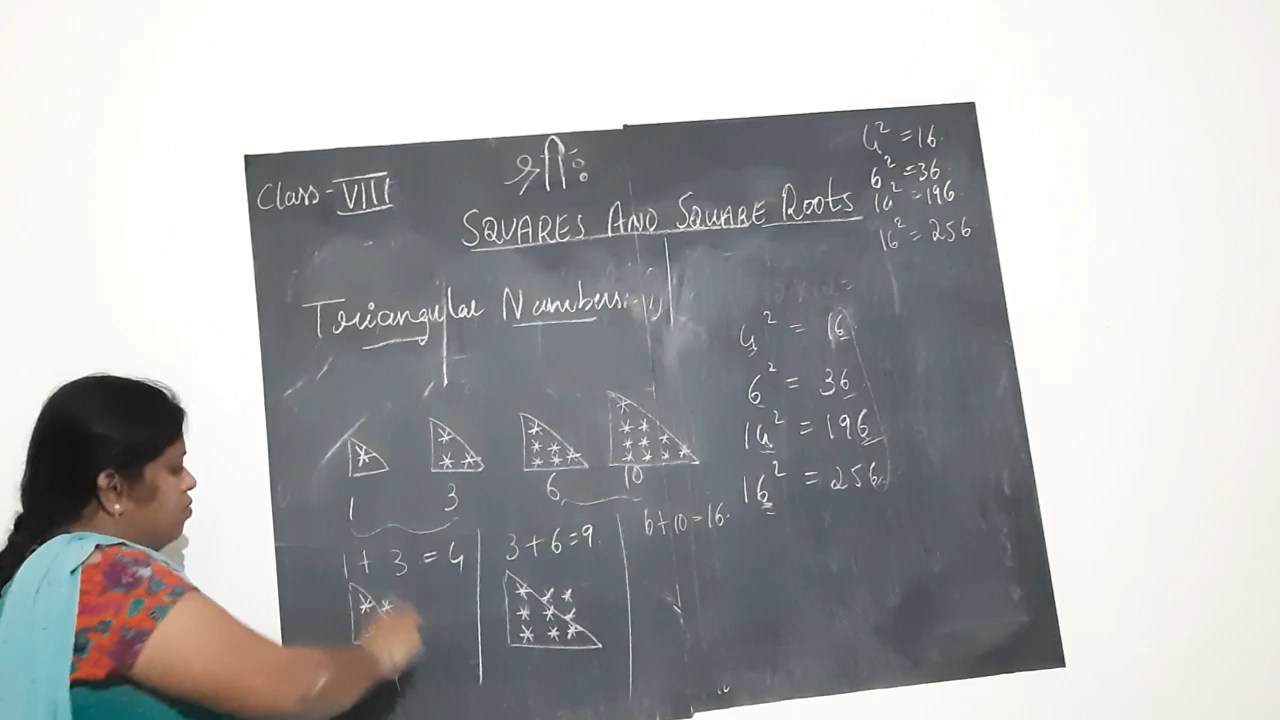 Class - VIII
SQUARES AND SQUARE ROOTS
4² = 16.
6² = 36.
14² = 196.
16² = 256
Triangular Numbers:-
4² = 16
6² = 36
14² = 196
16² = 256
1 3 6 10
1 + 3 = 4
3 + 6 = 9.
6 + 10 = 16.